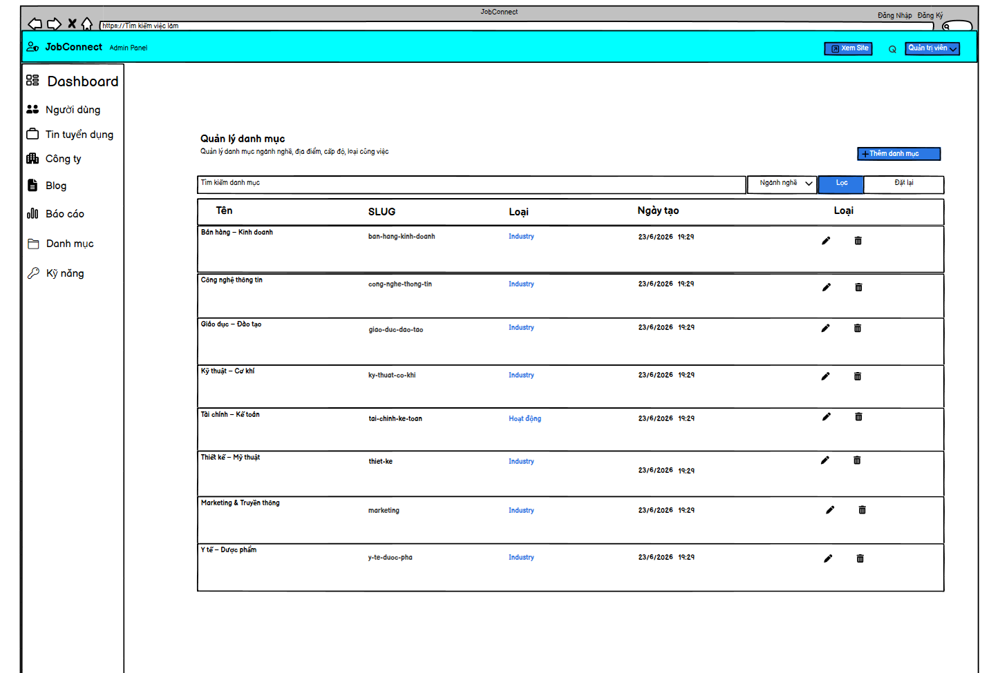 JobConnect
Đăng Nhập Đăng Ký
https://Tìm kiếm việc làm
JobConnect Admin Panel
Xem Site
Quản trị viên
Dashboard
Người dùng
Tin tuyển dụng
Công ty
Blog
Báo cáo
Danh mục
Kỹ năng
Quản lý danh mục
Quản lý danh mục ngành nghề, địa điểm, cấp độ, loại công việc
+Thêm danh mục
Tìm kiếm danh mục Ngành nghề Lọc Đặt lại
Tên SLUG Loại Ngày tạo Loại
Bán hàng – Kinh doanh ban-hang-kinh-doanh Industry 23/6/2026 19:29
Công nghệ thông tin cong-nghe-thong-tin Industry 23/6/2026 19:29
Giáo dục – Đào tạo giao-duc-dao-tao Industry 23/6/2026 19:29
Kỹ thuật – Cơ khí ky-thuat-co-khi Industry 23/6/2026 19:29
Tài chính – Kế toán tai-chinh-ke-toan Hoạt động 23/6/2026 19:29
Thiết kế – Mỹ thuật thiet-ke Industry 23/6/2026 19:29
Marketing & Truyền thông marketing Industry 23/6/2026 19:29
Y tế – Dược phẩm y-te-duoc-pha Industry 23/6/2026 19:29